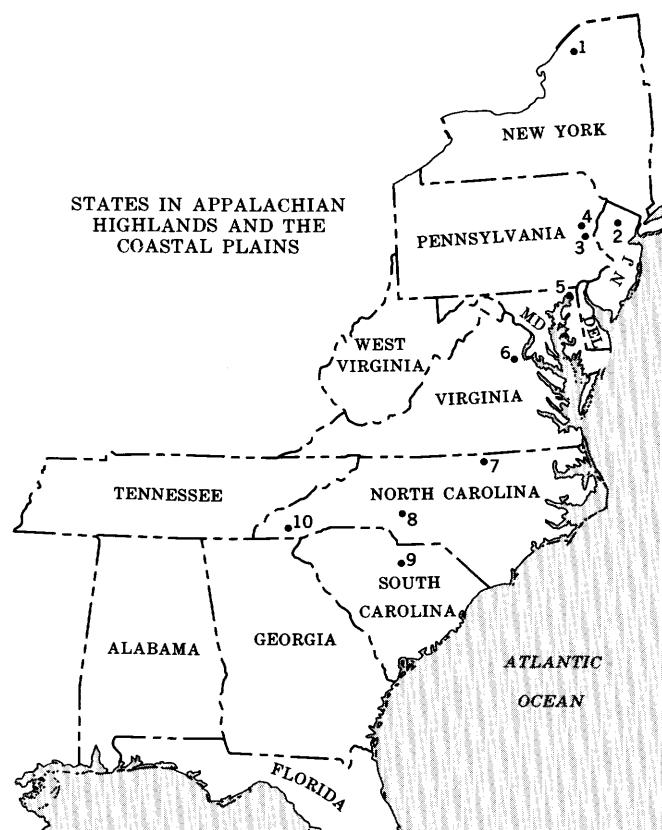 1
NEW YORK
STATES IN APPALACHIAN
HIGHLANDS AND THE
COASTAL PLAINS
4
PENNSYLVANIA
3
2
N J
5
MD
DEL
WEST
VIRGINIA
6
VIRGINIA
7
TENNESSEE
NORTH CAROLINA
8
10
9
SOUTH
CAROLINA
ALABAMA
GEORGIA
ATLANTIC
OCEAN
FLORIDA